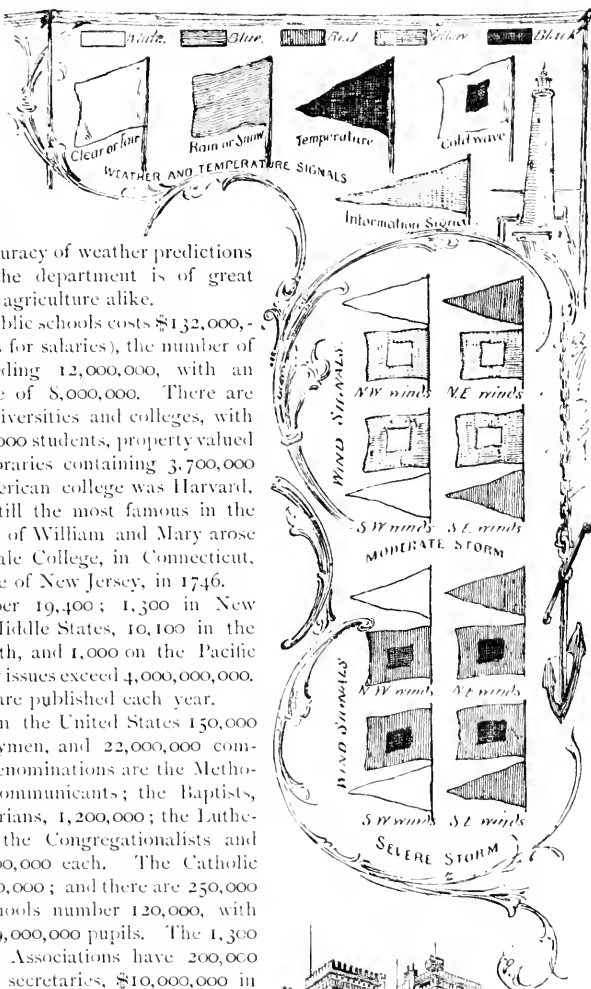 White. Blue. Red Yellow Black
Clear or fair Rain or Snow Temperature Cold wave
WEATHER AND TEMPERATURE SIGNALS
Information Signal
uracy of weather predictions
he department is of great
agriculture alike.
blic schools costs $132,000,-
s for salaries), the number of
ding 12,000,000, with an
e of 8,000,000. There are
iversities and colleges, with
000 students, property valued
braries containing 3,700,000
erican college was Harvard,
till the most famous in the
of William and Mary arose
ale College, in Connecticut,
e of New Jersey, in 1746.
ber 19,400; 1,300 in New
Middle States, 10,100 in the
th, and 1,000 on the Pacific
issues exceed 4,000,000,000.
are published each year.
n the United States 150,000
ymen, and 22,000,000 com-
enominations are the Metho-
ommunicants; the Baptists,
rians, 1,200,000; the Luthe-
the Congregationalists and
00,000 each. The Catholic
0,000; and there are 250,000
hools number 120,000, with
9,000,000 pupils. The 1,300
Associations have 200,000
secretaries, $10,000,000 in
WIND SIGNALS.
N.W winds N.E winds
S.W winds S.E. winds
MODERATE STORM
WIND SIGNALS
N.W winds N.E winds
S.W winds S.E winds
SEVERE STORM